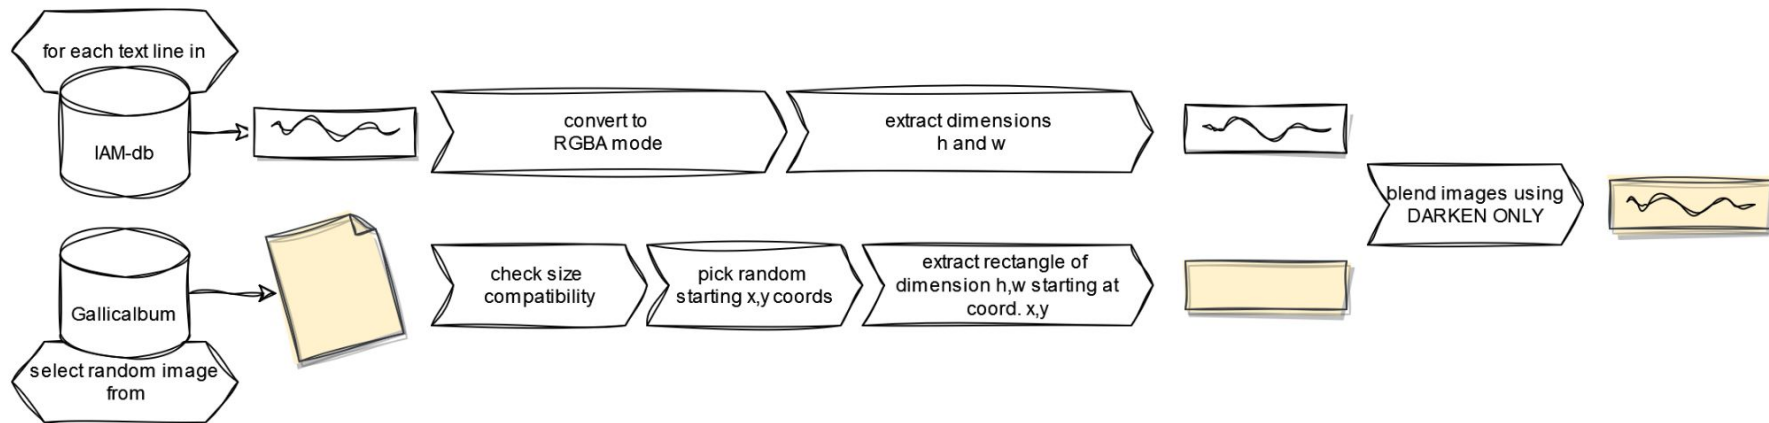 for each text line in
IAM-db
convert to
RGBA mode
extract dimensions
h and w
Gallicalbum
select random image
from
check size
compatibility
pick random
starting x,y coords
extract rectangle of
dimension h,w starting at
coord. x,y
blend images using
DARKEN ONLY